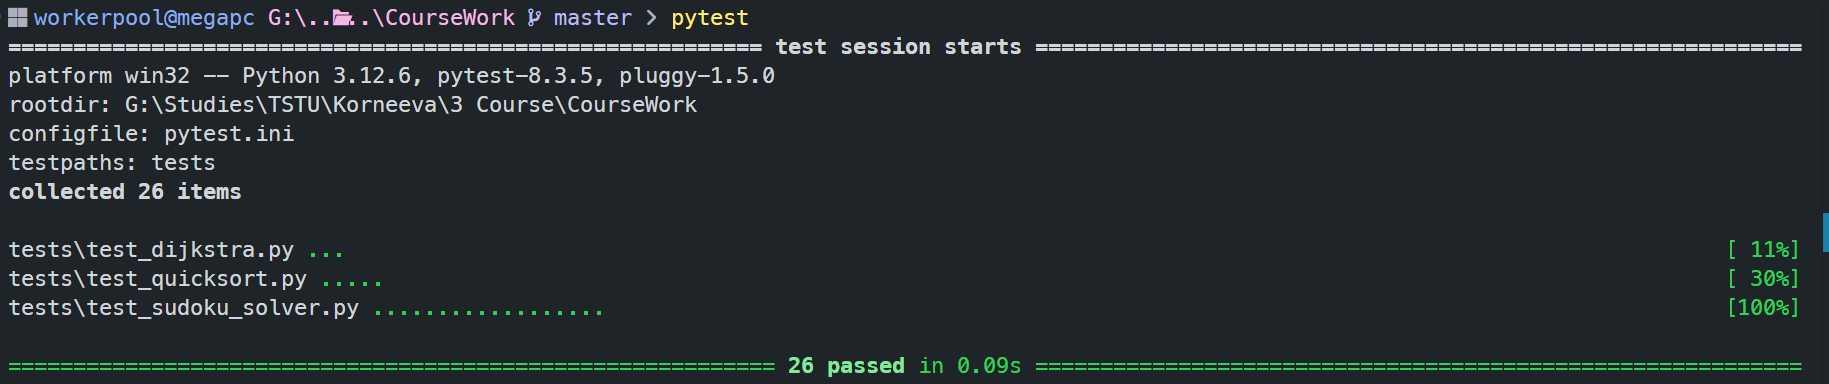 workerpool@megapc G:\....\CourseWork master > pytest
========================================================== test session starts ===========================================================
platform win32 -- Python 3.12.6, pytest-8.3.5, pluggy-1.5.0
rootdir: G:\Studies\TSTU\Korneeva\3 Course\CourseWork
configfile: pytest.ini
testpaths: tests
collected 26 items
tests\test_dijkstra.py ... [ 11%]
tests\test_quicksort.py ..... [ 30%]
tests\test_sudoku_solver.py .................. [100%]
=========================================================== 26 passed in 0.09s ===========================================================